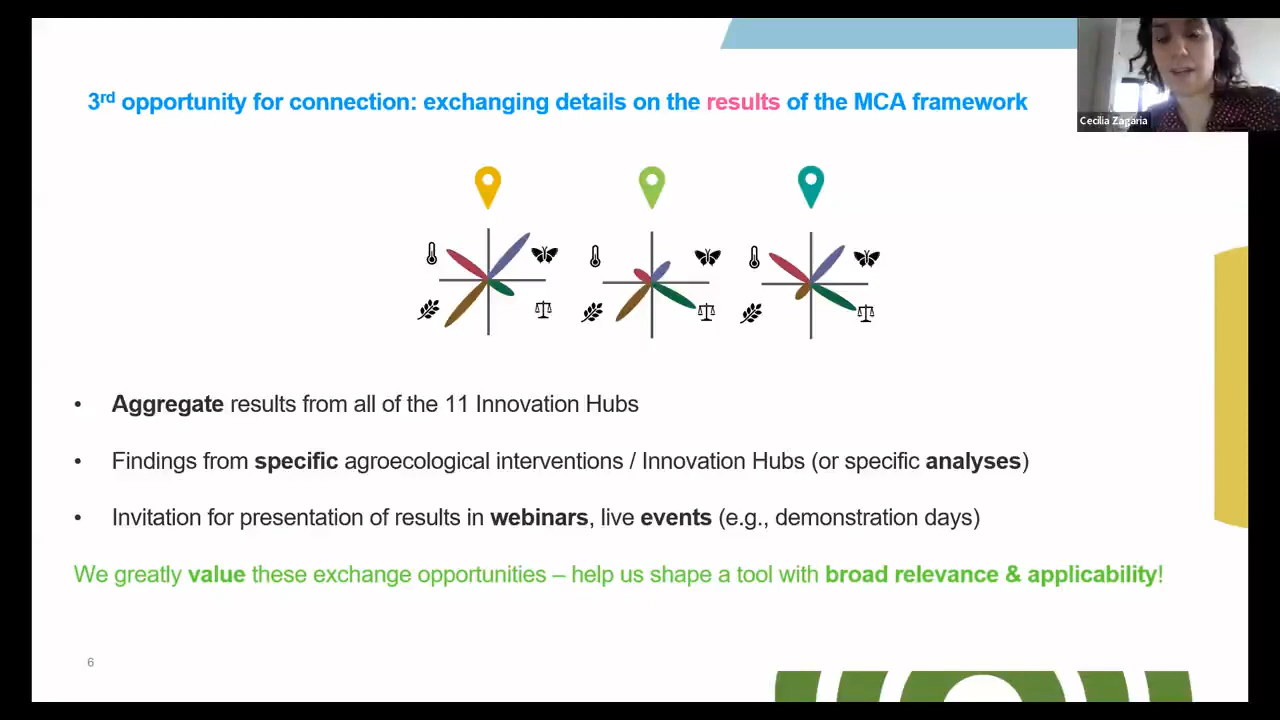 3rd opportunity for connection: exchanging details on the results of the MCA framework
Cecilia Zagaria
• Aggregate results from all of the 11 Innovation Hubs
• Findings from specific agroecological interventions / Innovation Hubs (or specific analyses)
• Invitation for presentation of results in webinars, live events (e.g., demonstration days)
We greatly value these exchange opportunities – help us shape a tool with broad relevance & applicability!
6